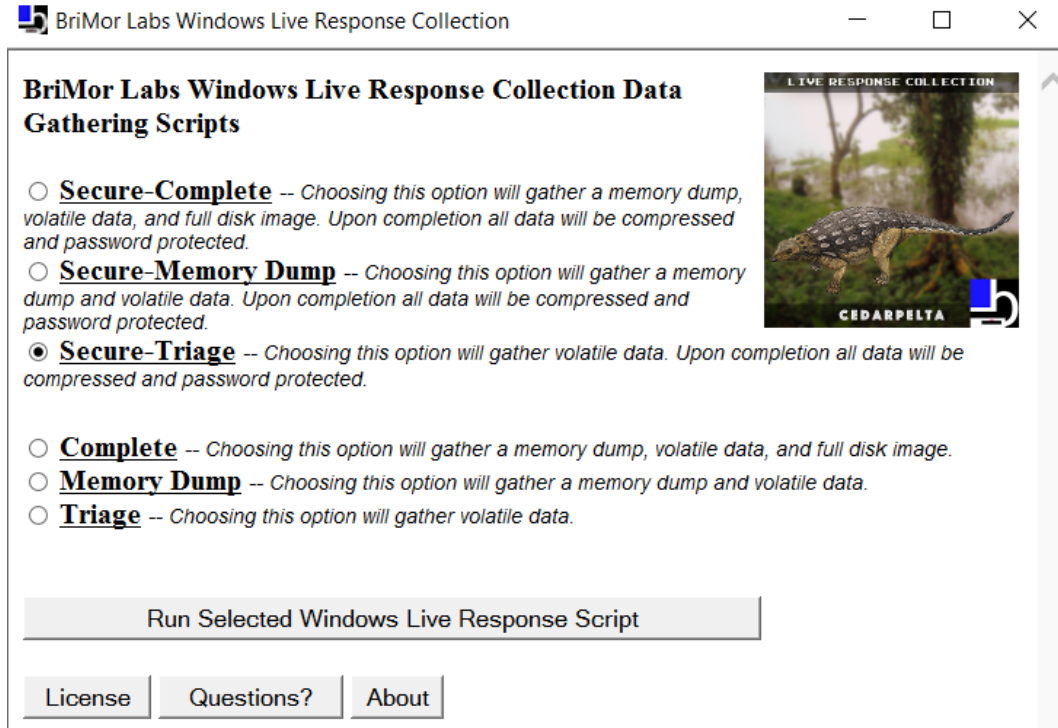 BriMor Labs Windows Live Response Collection
BriMor Labs Windows Live Response Collection Data
Gathering Scripts
LIVE RESPONSE COLLECTION
CEDARPELTA
Secure-Complete -- Choosing this option will gather a memory dump,
volatile data, and full disk image. Upon completion all data will be compressed
and password protected.
Secure-Memory Dump -- Choosing this option will gather a memory
dump and volatile data. Upon completion all data will be compressed and
password protected.
Secure-Triage -- Choosing this option will gather volatile data. Upon completion all data will be
compressed and password protected.
Complete -- Choosing this option will gather a memory dump, volatile data, and full disk image.
Memory Dump -- Choosing this option will gather a memory dump and volatile data.
Triage -- Choosing this option will gather volatile data.
Run Selected Windows Live Response Script
License Questions? About